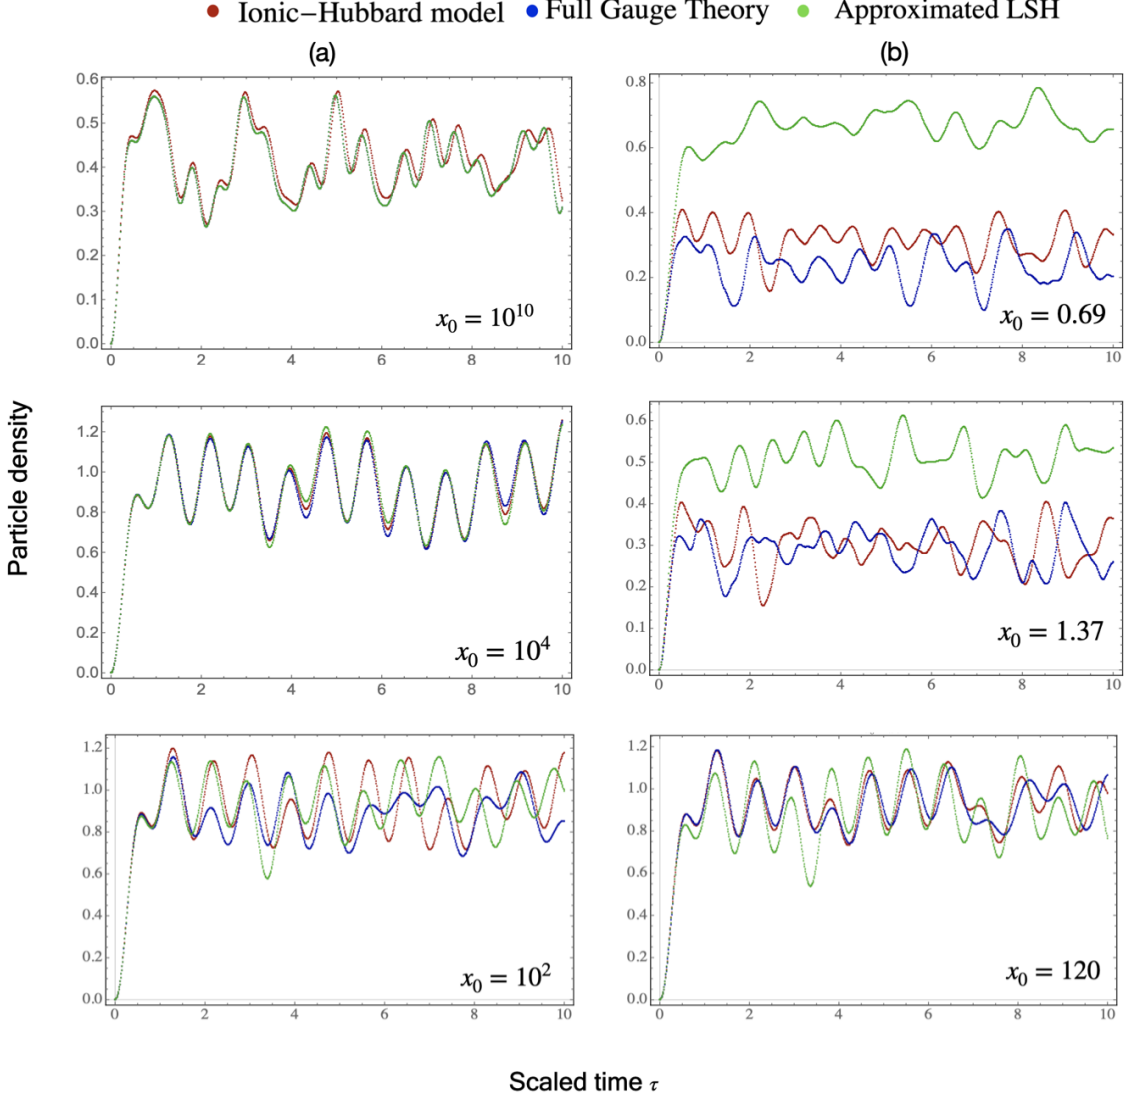 Ionic−Hubbard model Full Gauge Theory Approximated LSH
(a) (b)
0.6
0.5
0.4
0.3
0.2
0.1
0.0
0 2 4 6 8 10
x₀ = 10¹⁰
0.8
0.6
0.4
0.2
0.0
0 2 4 6 8 10
x₀ = 0.69
Particle density
1.2
1.0
0.8
0.6
0.4
0.2
0.0
0 2 4 6 8 10
x₀ = 10⁴
0.6
0.5
0.4
0.3
0.2
0.1
0.0
0 2 4 6 8 10
x₀ = 1.37
1.2
1.0
0.8
0.6
0.4
0.2
0.0
0 2 4 6 8 10
x₀ = 10²
1.2
1.0
0.8
0.6
0.4
0.2
0.0
0 2 4 6 8 10
x₀ = 120
Scaled time τ